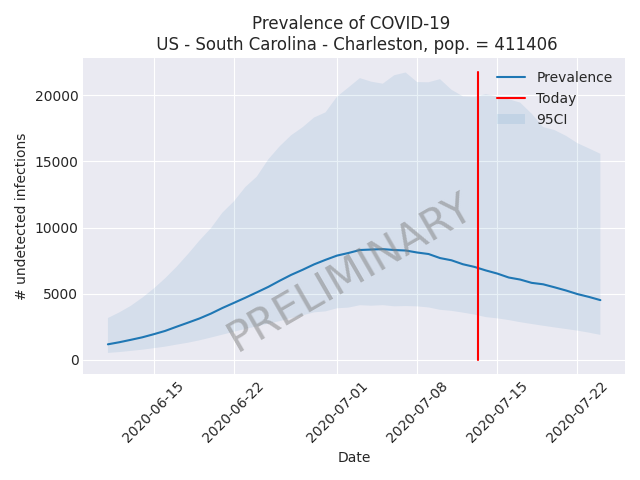 Prevalence of COVID-19
US - South Carolina - Charleston, pop. = 411406
Prevalence
Today
95CI
# undetected infections
20000
15000
10000
5000
0
PRELIMINARY
2020-06-15
2020-06-22
2020-07-01
2020-07-08
2020-07-15
2020-07-22
Date